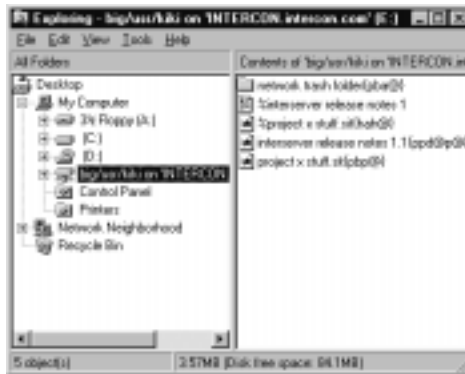 Exploring - big/usr/kiki on 'INTERCON.intercon.com' (E:)
File Edit View Tools Help
All Folders
Contents of 'big/usr/kiki on 'INTERCON.int
Desktop
My Computer
3½ Floppy (A:)
(C:)
(D:)
big/usr/kiki on 'INTERCON
Control Panel
Printers
Network Neighborhood
Recycle Bin
network trash folder
%interserver release notes 1
%project x stuff.sit
interserver release notes 1.1
project x stuff.sit
5 object(s)
3.57MB (Disk free space: 84.1MB)